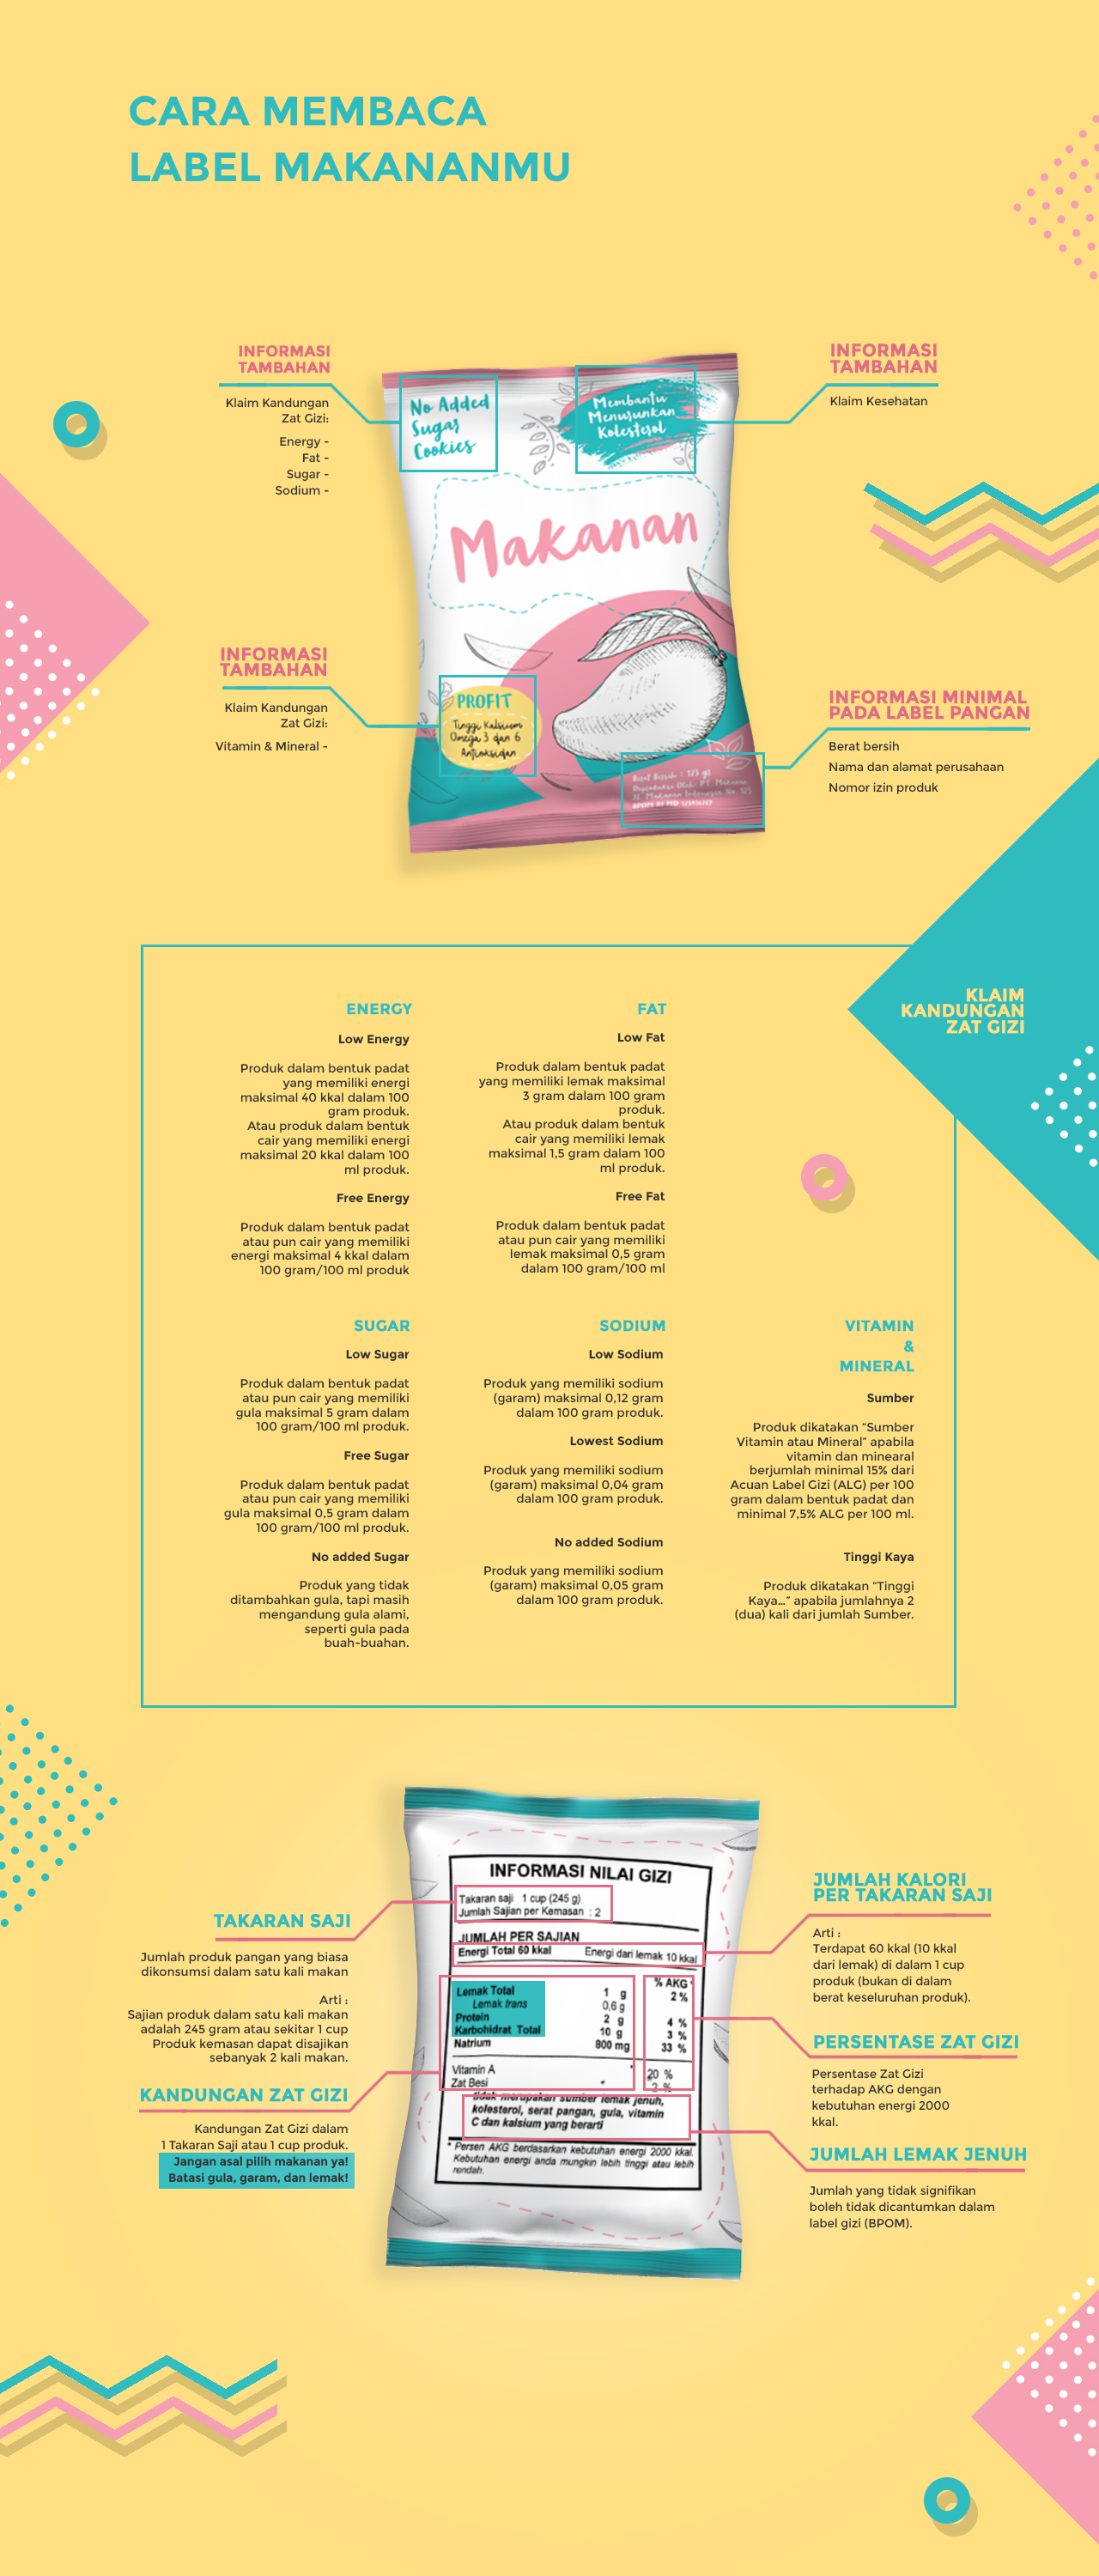 CARA MEMBACA
LABEL MAKANANMU
INFORMASI
TAMBAHAN
Klaim Kandungan
Zat Gizi:
Energy -
Fat -
Sugar -
Sodium -
No Added
Sugar
Cookies
Membantu
Menurunkan
Kolesterol
INFORMASI
TAMBAHAN
Klaim Kesehatan
Makanan
INFORMASI
TAMBAHAN
Klaim Kandungan
Zat Gizi:
Vitamin & Mineral -
PROFIT
Tinggi Kalsium
Omega 3 dan 6
Antioksidan
INFORMASI MINIMAL
PADA LABEL PANGAN
Berat bersih
Nama dan alamat perusahaan
Nomor izin produk
Berat Bersih : 123 gr
Diproduksi Oleh: PT. Makanan
Jl. Makanan Indonesia No. 123
BPOM RI MD
KLAIM
KANDUNGAN
ZAT GIZI
ENERGY
Low Energy
Produk dalam bentuk padat
yang memiliki energi
maksimal 40 kkal dalam 100
gram produk.
Atau produk dalam bentuk
cair yang memiliki energi
maksimal 20 kkal dalam 100
ml produk.
Free Energy
Produk dalam bentuk padat
atau pun cair yang memiliki
energi maksimal 4 kkal dalam
100 gram/100 ml produk
FAT
Low Fat
Produk dalam bentuk padat
yang memiliki lemak maksimal
3 gram dalam 100 gram
produk.
Atau produk dalam bentuk
cair yang memiliki lemak
maksimal 1,5 gram dalam 100
ml produk.
Free Fat
Produk dalam bentuk padat
atau pun cair yang memiliki
lemak maksimal 0,5 gram
dalam 100 gram/100 ml
SUGAR
Low Sugar
Produk dalam bentuk padat
atau pun cair yang memiliki
gula maksimal 5 gram dalam
100 gram/100 ml produk.
Free Sugar
Produk dalam bentuk padat
atau pun cair yang memiliki
gula maksimal 0,5 gram dalam
100 gram/100 ml produk.
No added Sugar
Produk yang tidak
ditambahkan gula, tapi masih
mengandung gula alami,
seperti gula pada
buah-buahan.
SODIUM
Low Sodium
Produk yang memiliki sodium
(garam) maksimal 0,12 gram
dalam 100 gram produk.
Lowest Sodium
Produk yang memiliki sodium
(garam) maksimal 0,04 gram
dalam 100 gram produk.
No added Sodium
Produk yang memiliki sodium
(garam) maksimal 0,05 gram
dalam 100 gram produk.
VITAMIN
&
MINERAL
Sumber
Produk dikatakan “Sumber
Vitamin atau Mineral” apabila
vitamin dan minearal
berjumlah minimal 15% dari
Acuan Label Gizi (ALG) per 100
gram dalam bentuk padat dan
minimal 7,5% ALG per 100 ml.
Tinggi Kaya
Produk dikatakan “Tinggi
Kaya...” apabila jumlahnya 2
(dua) kali dari jumlah Sumber.
TAKARAN SAJI
Jumlah produk pangan yang biasa
dikonsumsi dalam satu kali makan
Arti :
Sajian produk dalam satu kali makan
adalah 245 gram atau sekitar 1 cup
Produk kemasan dapat disajikan
sebanyak 2 kali makan.
KANDUNGAN ZAT GIZI
Kandungan Zat Gizi dalam
1 Takaran Saji atau 1 cup produk.
Jangan asal pilih makanan ya!
Batasi gula, garam, dan lemak!
INFORMASI NILAI GIZI
Takaran saji 1 cup (245 g)
Jumlah Sajian per Kemasan : 2
JUMLAH PER SAJIAN
Energi Total 60 kkal Energi dari lemak 10 kkal
% AKG *
Lemak Total 1 g 2 %
Lemak trans 0,6 g
Protein 2 g 4 %
Karbohidrat Total 10 g 3 %
Natrium 800 mg 33 %
Vitamin A * 20 %
Zat Besi * 2 %
tidak merupakan sumber lemak jenuh,
kolesterol, serat pangan, gula, vitamin
C dan kalsium yang berarti
* Persen AKG berdasarkan kebutuhan energi 2000 kkal.
Kebutuhan energi anda mungkin lebih tinggi atau lebih
rendah.
JUMLAH KALORI
PER TAKARAN SAJI
Arti :
Terdapat 60 kkal (10 kkal
dari lemak) di dalam 1 cup
produk (bukan di dalam
berat keseluruhan produk).
PERSENTASE ZAT GIZI
Persentase Zat Gizi
terhadap AKG dengan
kebutuhan energi 2000
kkal.
JUMLAH LEMAK JENUH
Jumlah yang tidak signifikan
boleh tidak dicantumkan dalam
label gizi (BPOM).